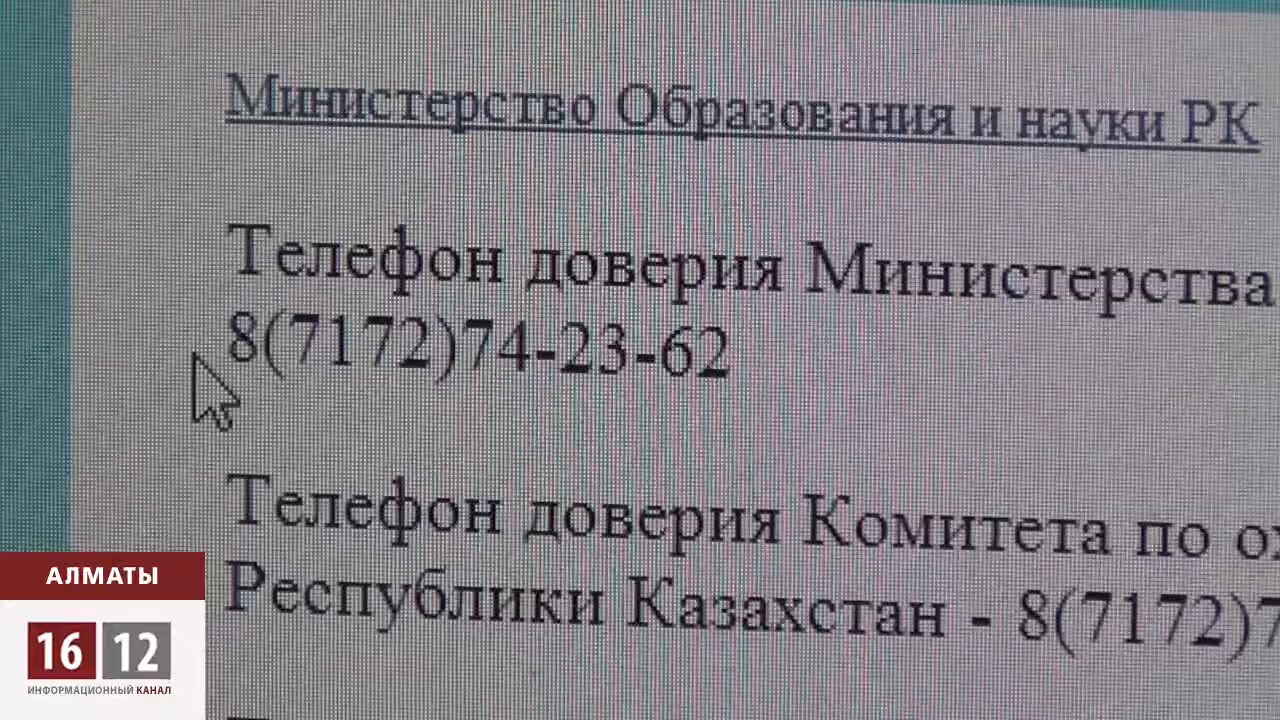 Министерство Образования и науки РК
Телефон доверия Министерства
8(7172)74-23-62
Телефон доверия Комитета по
Республики Казахстан - 8(7172)7
АЛМАТЫ
16 12
ИНФОРМАЦИОННЫЙ КАНАЛ